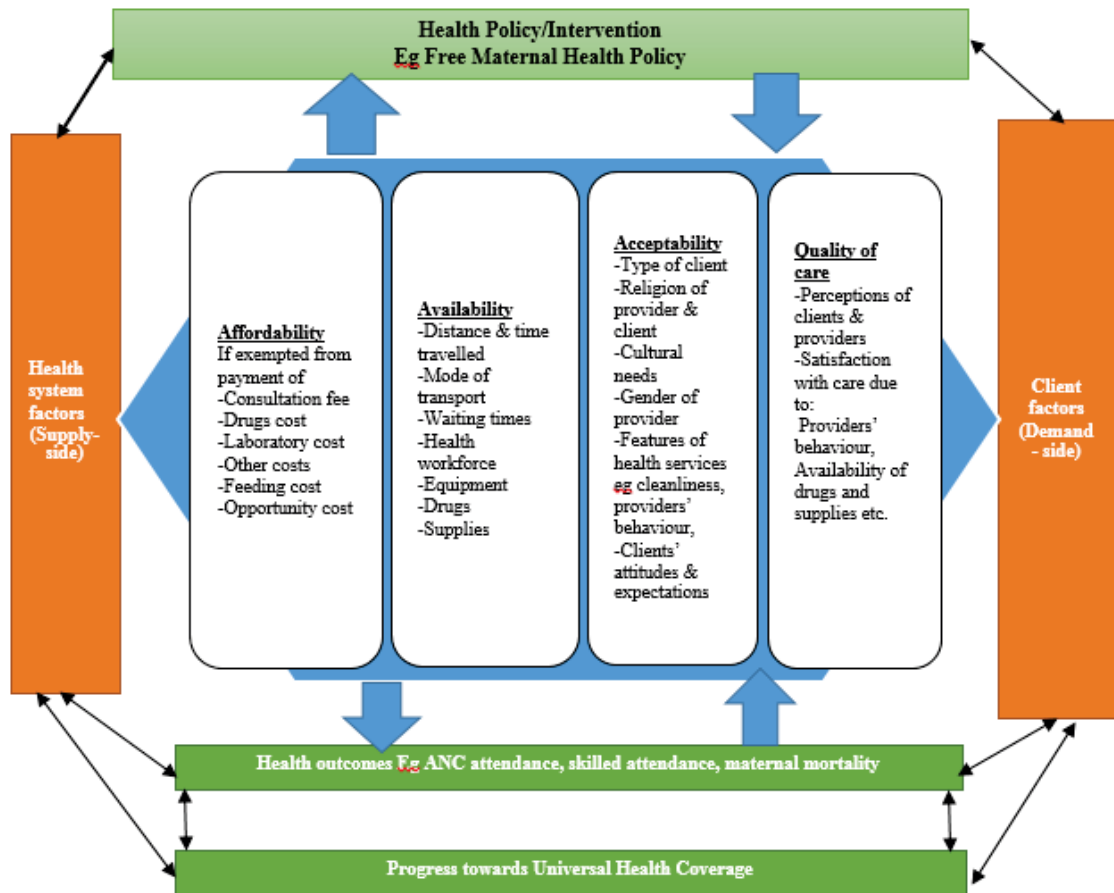 Health Policy/Intervention
Eg Free Maternal Health Policy
Health
system
factors
(Supply-
side)
Affordability
If exempted from
payment of
-Consultation fee
-Drugs cost
-Laboratory cost
-Other costs
-Feeding cost
-Opportunity cost
Availability
-Distance & time
travelled
-Mode of
transport
-Waiting times
-Health
workforce
-Equipment
-Drugs
-Supplies
Acceptability
-Type of client
-Religion of
provider &
client
-Cultural
needs
-Gender of
provider
-Features of
health services
eg cleanliness,
providers'
behaviour,
-Clients'
attitudes &
expectations
Quality of
care
-Perceptions of
clients &
providers
-Satisfaction
with care due
to:
Providers'
behaviour,
Availability of
drugs and
supplies etc.
Client
factors
(Demand
- side)
Health outcomes Eg ANC attendance, skilled attendance, maternal mortality
Progress towards Universal Health Coverage